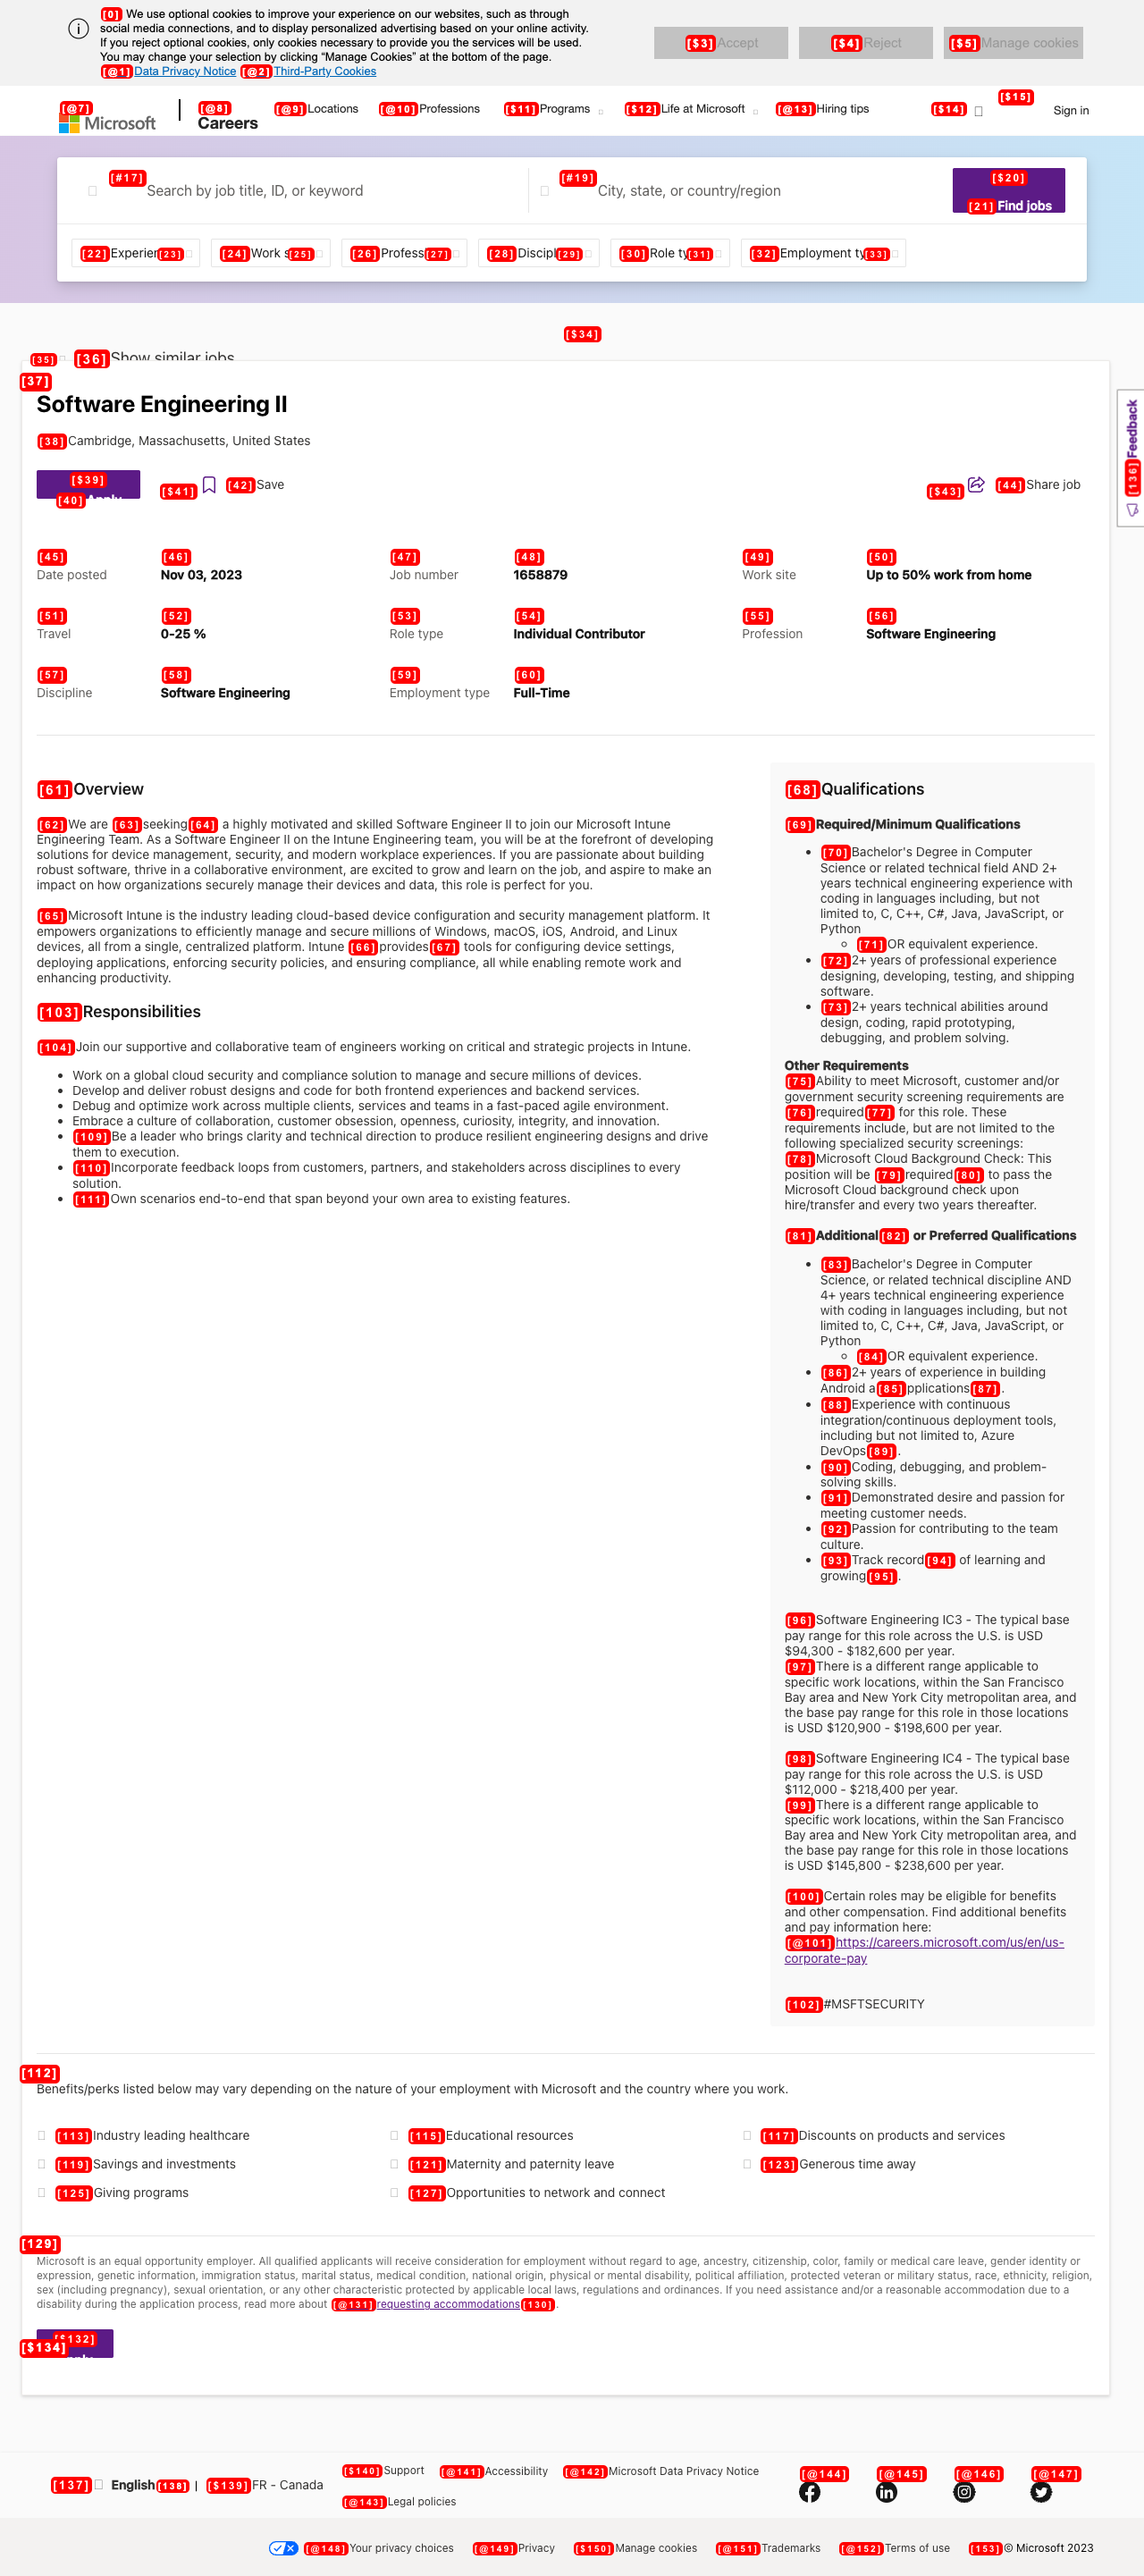 [0] We use optional cookies to improve your experience on our websites, such as through
social media connections, and to display personalized advertising based on your online activity.
If you reject optional cookies, only cookies necessary to provide you the services will be used.
You may change your selection by clicking “Manage Cookies” at the bottom of the page.
[@1] Data Privacy Notice [@2] Third-Party Cookies
[$3] Accept
[$4] Reject
[$5] Manage cookies
[@7] Microsoft
[@8] Careers
[@9] Locations
[@10] Professions
[$11] Programs
[$12] Life at Microsoft
[@13] Hiring tips
[$14]
[$15] Sign in
[#17] Search by job title, ID, or keyword
[#19] City, state, or country/region
[$20]
[21] Find jobs
[22] Experien [23]
[24] Work s [25]
[26] Profess [27]
[28] Discipl [29]
[30] Role ty [31]
[32] Employment ty [33]
[$34]
[35] [36] Show similar jobs
[37]
Software Engineering II
[38] Cambridge, Massachusetts, United States
[$39]
[40] Apply
[$41] [42] Save
[$43] [44] Share job
[136] Feedback
[45] [46] [47] [48] [49] [50]
Date posted Nov 03, 2023 Job number 1658879 Work site Up to 50% work from home
[51] [52] [53] [54] [55] [56]
Travel 0-25 % Role type Individual Contributor Profession Software Engineering
[57] [58] [59] [60]
Discipline Software Engineering Employment type Full-Time
[61] Overview
[62] We are [63] seeking [64] a highly motivated and skilled Software Engineer II to join our Microsoft Intune
Engineering Team. As a Software Engineer II on the Intune Engineering team, you will be at the forefront of developing
solutions for device management, security, and modern workplace experiences. If you are passionate about building
robust software, thrive in a collaborative environment, are excited to grow and learn on the job, and aspire to make an
impact on how organizations securely manage their devices and data, this role is perfect for you.
[65] Microsoft Intune is the industry leading cloud-based device configuration and security management platform. It
empowers organizations to efficiently manage and secure millions of Windows, macOS, iOS, Android, and Linux
devices, all from a single, centralized platform. Intune [66] provides [67] tools for configuring device settings,
deploying applications, enforcing security policies, and ensuring compliance, all while enabling remote work and
enhancing productivity.
[103] Responsibilities
[104] Join our supportive and collaborative team of engineers working on critical and strategic projects in Intune.
• Work on a global cloud security and compliance solution to manage and secure millions of devices.
• Develop and deliver robust designs and code for both frontend experiences and backend services.
• Debug and optimize work across multiple clients, services and teams in a fast-paced agile environment.
• Embrace a culture of collaboration, customer obsession, openness, curiosity, integrity, and innovation.
• [109] Be a leader who brings clarity and technical direction to produce resilient engineering designs and drive
them to execution.
• [110] Incorporate feedback loops from customers, partners, and stakeholders across disciplines to every
solution.
• [111] Own scenarios end-to-end that span beyond your own area to existing features.
[68] Qualifications
[69] Required/Minimum Qualifications
• [70] Bachelor's Degree in Computer
Science or related technical field AND 2+
years technical engineering experience with
coding in languages including, but not
limited to, C, C++, C#, Java, JavaScript, or
Python
◦ [71] OR equivalent experience.
• [72] 2+ years of professional experience
designing, developing, testing, and shipping
software.
• [73] 2+ years technical abilities around
design, coding, rapid prototyping,
debugging, and problem solving.
Other Requirements
[75] Ability to meet Microsoft, customer and/or
government security screening requirements are
[76] required [77] for this role. These
requirements include, but are not limited to the
following specialized security screenings:
[78] Microsoft Cloud Background Check: This
position will be [79] required [80] to pass the
Microsoft Cloud background check upon
hire/transfer and every two years thereafter.
[81] Additional [82] or Preferred Qualifications
• [83] Bachelor's Degree in Computer
Science, or related technical discipline AND
4+ years technical engineering experience
with coding in languages including, but not
limited to, C, C++, C#, Java, JavaScript, or
Python
◦ [84] OR equivalent experience.
• [86] 2+ years of experience in building
Android a [85] pplications [87] .
• [88] Experience with continuous
integration/continuous deployment tools,
including but not limited to, Azure
DevOps [89] .
• [90] Coding, debugging, and problem-
solving skills.
• [91] Demonstrated desire and passion for
meeting customer needs.
• [92] Passion for contributing to the team
culture.
• [93] Track record [94] of learning and
growing [95] .
[96] Software Engineering IC3 - The typical base
pay range for this role across the U.S. is USD
$94,300 - $182,600 per year.
[97] There is a different range applicable to
specific work locations, within the San Francisco
Bay area and New York City metropolitan area, and
the base pay range for this role in those locations
is USD $120,900 - $198,600 per year.
[98] Software Engineering IC4 - The typical base
pay range for this role across the U.S. is USD
$112,000 - $218,400 per year.
[99] There is a different range applicable to
specific work locations, within the San Francisco
Bay area and New York City metropolitan area, and
the base pay range for this role in those locations
is USD $145,800 - $238,600 per year.
[100] Certain roles may be eligible for benefits
and other compensation. Find additional benefits
and pay information here:
[@101] https://careers.microsoft.com/us/en/us-
corporate-pay
[102] #MSFTSECURITY
[112]
Benefits/perks listed below may vary depending on the nature of your employment with Microsoft and the country where you work.
[113] Industry leading healthcare [115] Educational resources [117] Discounts on products and services
[119] Savings and investments [121] Maternity and paternity leave [123] Generous time away
[125] Giving programs [127] Opportunities to network and connect
[129]
Microsoft is an equal opportunity employer. All qualified applicants will receive consideration for employment without regard to age, ancestry, citizenship, color, family or medical care leave, gender identity or
expression, genetic information, immigration status, marital status, medical condition, national origin, physical or mental disability, political affiliation, protected veteran or military status, race, ethnicity, religion,
sex (including pregnancy), sexual orientation, or any other characteristic protected by applicable local laws, regulations and ordinances. If you need assistance and/or a reasonable accommodation due to a
disability during the application process, read more about [@131] requesting accommodations [130] .
[$132]
[$134]
[137] English [138] | [$139] FR - Canada
[$140] Support [@141] Accessibility [@142] Microsoft Data Privacy Notice
[@143] Legal policies
[@144] [@145] [@146] [@147]
[@148] Your privacy choices [@149] Privacy [$150] Manage cookies [@151] Trademarks [@152] Terms of use [153] © Microsoft 2023